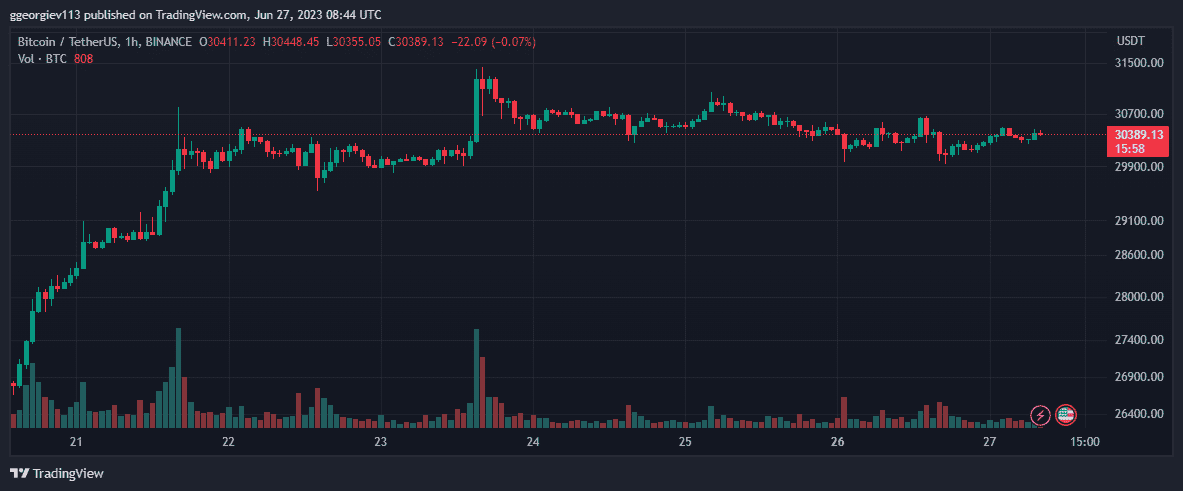 ggeorgiev113 published on TradingView.com, Jun 27, 2023 08:44 UTC
Bitcoin / TetherUS, 1h, BINANCE O30411.23 H30448.45 L30355.05 C30389.13 −22.09 (−0.07%)
Vol · BTC 808
USDT
31500.00
30700.00
30389.13
15:58
29900.00
29100.00
28600.00
28000.00
27400.00
26900.00
26400.00
21 22 23 24 25 26 27 15:00
TradingView